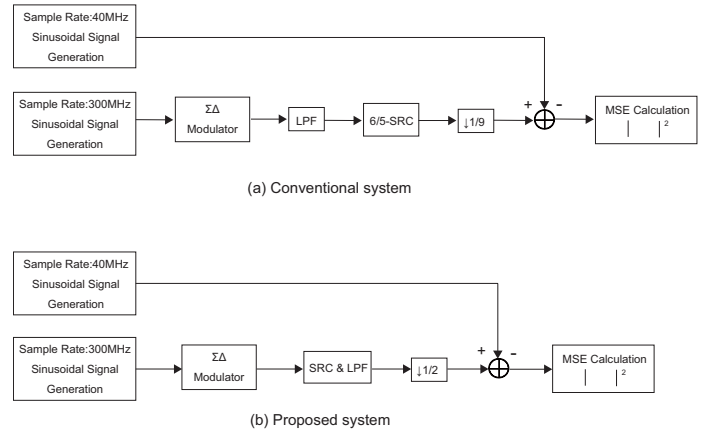 Sample Rate:40MHz
Sinusoidal Signal
Generation
Sample Rate:300MHz
Sinusoidal Signal
Generation
ΣΔ
Modulator
LPF
6/5-SRC
↓1/9
+ -
MSE Calculation
| |²
(a) Conventional system
Sample Rate:40MHz
Sinusoidal Signal
Generation
Sample Rate:300MHz
Sinusoidal Signal
Generation
ΣΔ
Modulator
SRC & LPF
↓1/2
+ -
MSE Calculation
| |²
(b) Proposed system